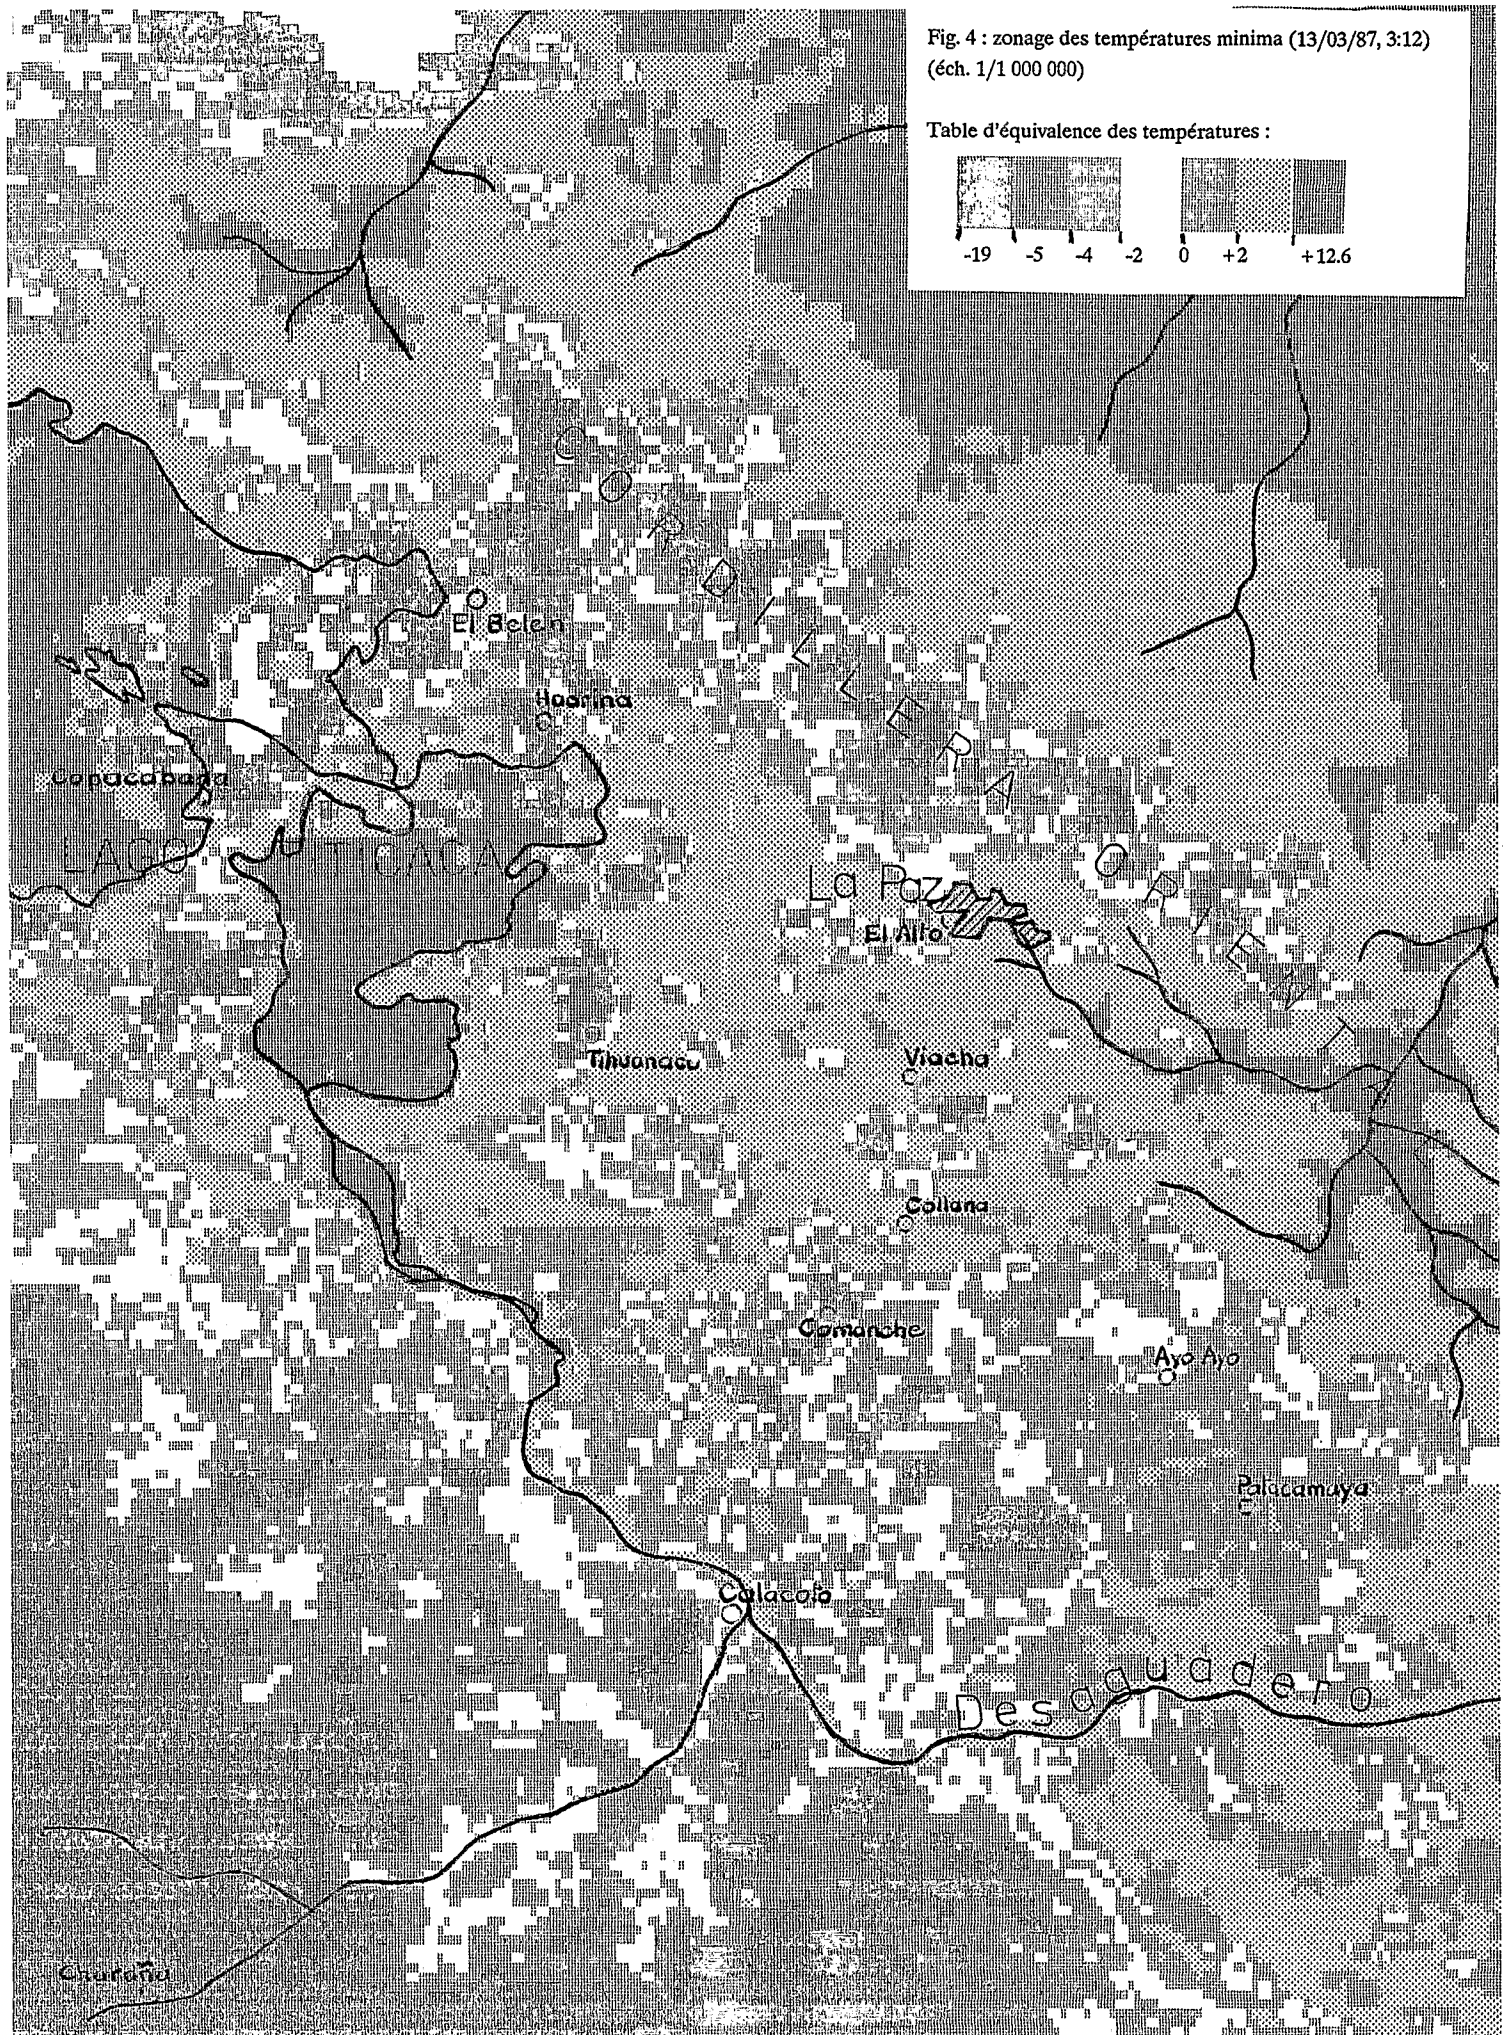 Fig. 4 : zonage des températures minima (13/03/87, 3:12)
(éch. 1/1 000 000)
Table d'équivalence des températures :
-19 -5 -4 -2 0 +2 +12.6
CORDILLERA
ORIENTAL
El Belen
Huarina
Copacabana
LAGO TITICACA
La Paz
El Alto
Tihuanacu
Viacha
Collana
Comanche
Ayo Ayo
Patacamaya
Calacoto
Desaguadero
Charaña